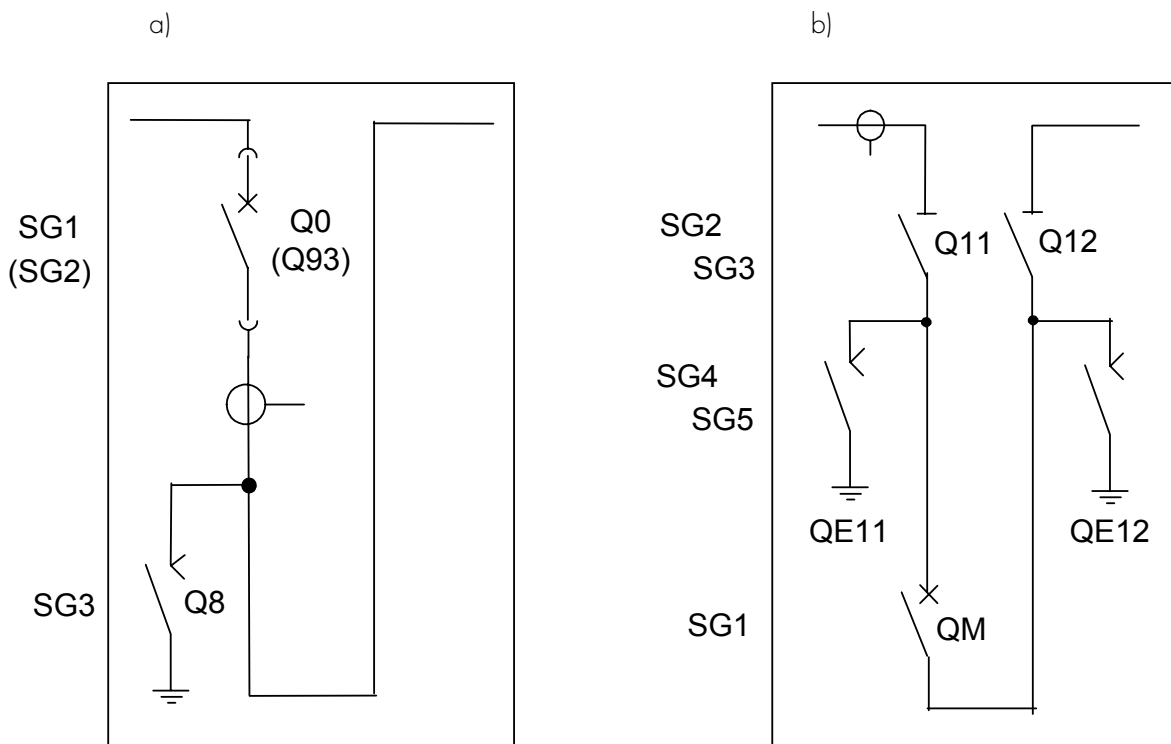 a)
SG1
(SG2)
Q0
(Q93)
SG3
Q8
b)
SG2
SG3
Q11
Q12
SG4
SG5
QE11
QE12
SG1
QM